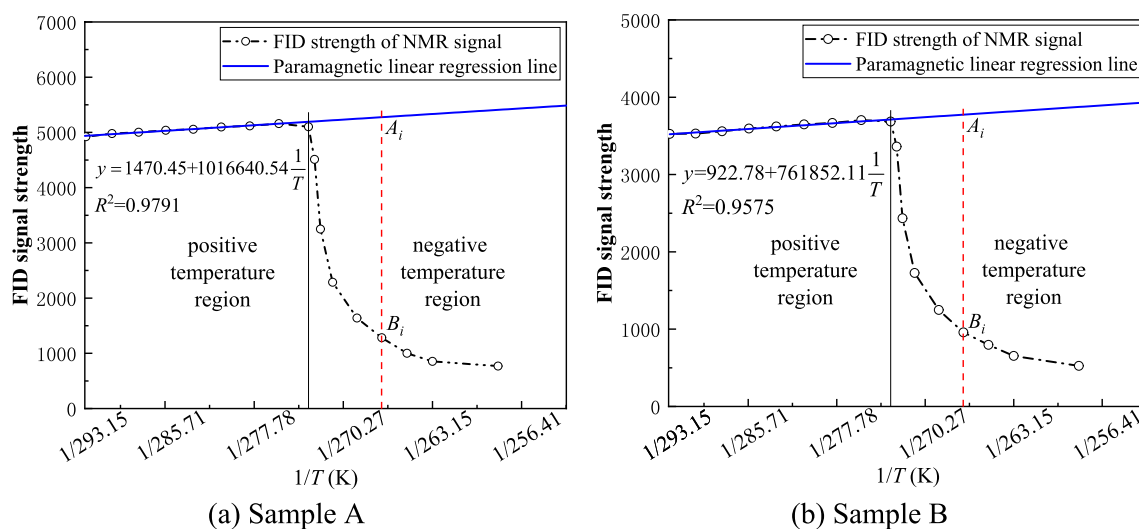 7000
6000
5000
4000
3000
2000
1000
0
FID signal strength
FID strength of NMR signal
Paramagnetic linear regression line
A_i
y = 1470.45+1016640.54 1/T
R²=0.9791
positive
temperature
region
negative
temperature
region
B_i
1/293.15
1/285.71
1/277.78
1/270.27
1/263.15
1/256.41
1/T (K)
(a) Sample A
5000
4000
3000
2000
1000
0
FID signal strength
FID strength of NMR signal
Paramagnetic linear regression line
A_i
y=922.78+761852.11 1/T
R²=0.9575
positive
temperature
region
negative
temperature
region
B_i
1/293.15
1/285.71
1/277.78
1/270.27
1/263.15
1/256.41
1/T (K)
(b) Sample B